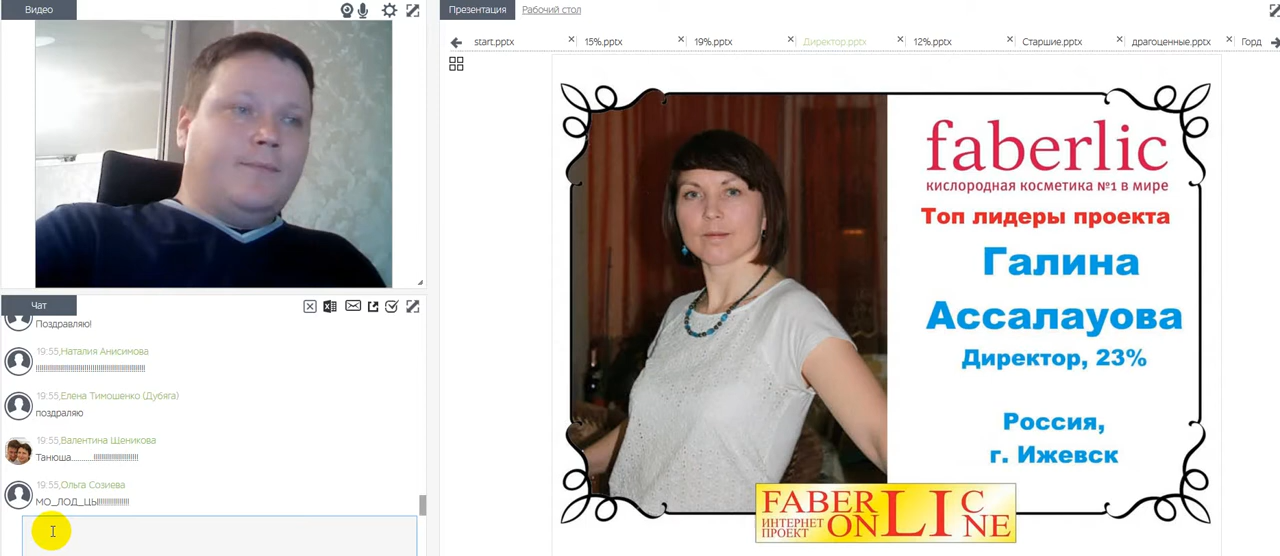 Видео
Презентация
Рабочий стол
start.pptx
15%.pptx
19%.pptx
Директор.pptx
12%.pptx
Старшие.pptx
драгоценные.pptx
Горд
faberlic
кислородная косметика №1 в мире
Топ лидеры проекта
Галина
Ассалауова
Директор, 23%
Россия,
г. Ижевск
FABERLIC
ИНТЕРНЕТ
ПРОЕКТ
ONLINE
Чат
Поздравляю!
19:55,Наталия Анисимова
!!!!!!!!!!!!!!!!!!!!!!!!!!!!!!!!!!!!!!!!!!!!!!!!!!!!!!
19:55,Елена Тимошенко (Дубяга)
поздраляю
19:55,Валентина Щеникова
Танюша...........!!!!!!!!!!!!!!!!!!!!!!
19:55,Ольга Созиева
МО_ЛОД_ЦЫ!!!!!!!!!!!!!!!